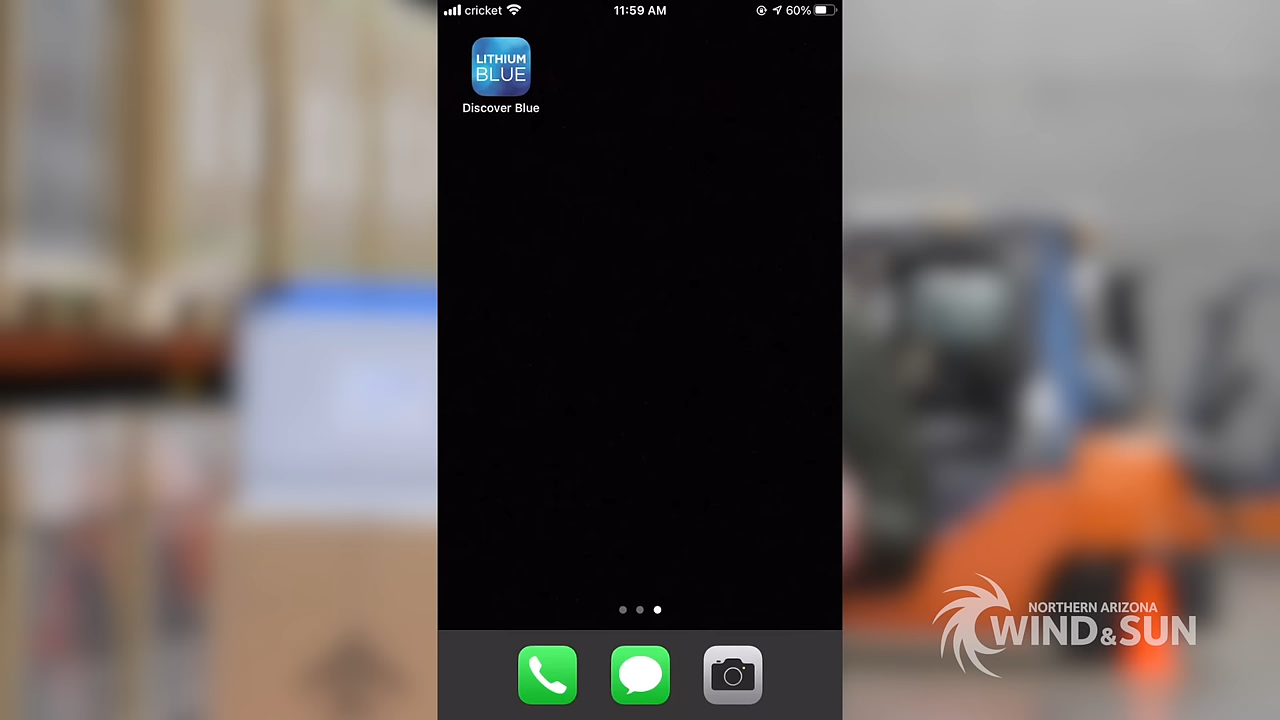 cricket
11:59 AM
60%
LITHIUM
BLUE
Discover Blue
NORTHERN ARIZONA
WIND&SUN